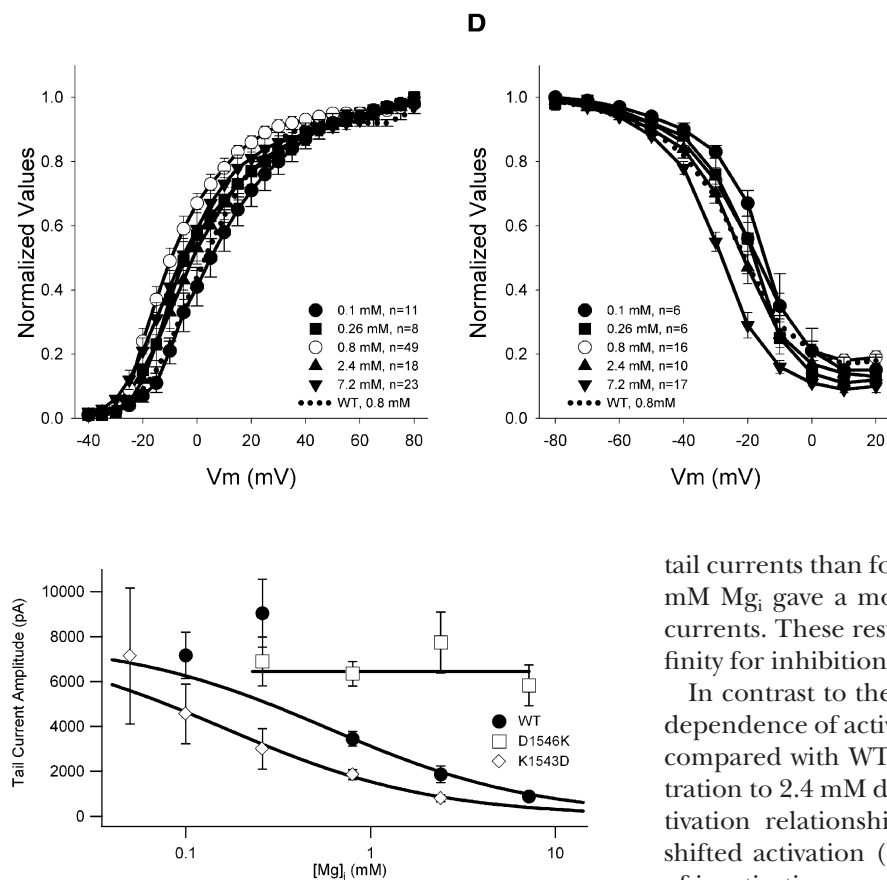 D
Normalized Values
1.0
0.8
0.6
0.4
0.2
0.0
0.1 mM, n=11
0.26 mM, n=8
0.8 mM, n=49
2.4 mM, n=18
7.2 mM, n=23
WT, 0.8 mM
-40 -20 0 20 40 60 80
Vm (mV)
Normalized Values
1.0
0.8
0.6
0.4
0.2
0.0
0.1 mM, n=6
0.26 mM, n=6
0.8 mM, n=16
2.4 mM, n=10
7.2 mM, n=17
WT, 0.8mM
-80 -60 -40 -20 0 20
Vm (mV)
Tail Current Amplitude (pA)
10000
8000
6000
4000
2000
0
WT
D1546K
K1543D
0.1 1 10
[Mg]i (mM)
tail currents than fo
mM Mgi gave a mo
currents. These rest
finity for inhibition
In contrast to the
dependence of activ
compared with WT
tration to 2.4 mM d
tivation relationshi
shifted activation (